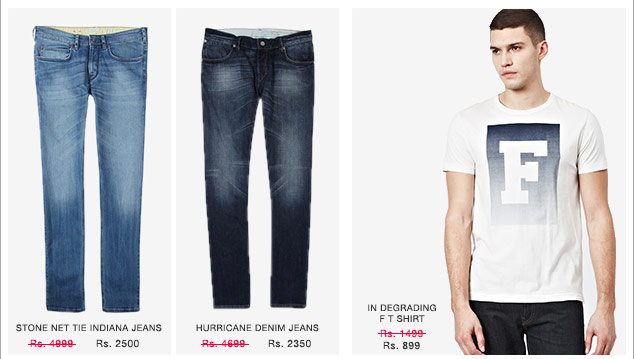 STONE NET TIE INDIANA JEANS
Rs. 4999 Rs. 2500
HURRICANE DENIM JEANS
Rs. 4699 Rs. 2350
F
IN DEGRADING
F T SHIRT
Rs. 1499
Rs. 899